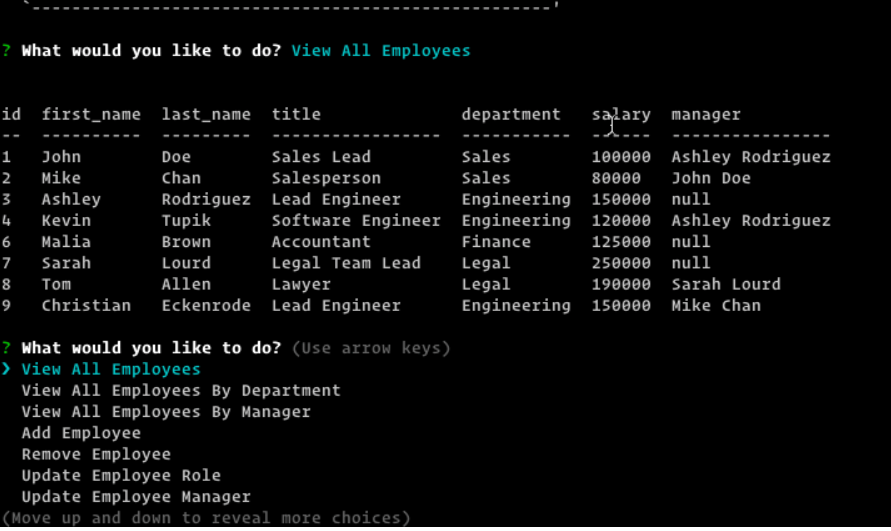 `-----------------------------------------------------'
? What would you like to do? View All Employees
id  first_name  last_name  title              department   salary  manager
--  ----------  ---------  -----------------  -----------  ------  ----------------
1   John        Doe        Sales Lead         Sales        100000  Ashley Rodriguez
2   Mike        Chan       Salesperson        Sales        80000   John Doe
3   Ashley      Rodriguez  Lead Engineer      Engineering  150000  null
4   Kevin       Tupik      Software Engineer  Engineering  120000  Ashley Rodriguez
6   Malia       Brown      Accountant         Finance      125000  null
7   Sarah       Lourd      Legal Team Lead    Legal        250000  null
8   Tom         Allen      Lawyer             Legal        190000  Sarah Lourd
9   Christian   Eckenrode  Lead Engineer      Engineering  150000  Mike Chan
? What would you like to do? (Use arrow keys)
❯ View All Employees
  View All Employees By Department
  View All Employees By Manager
  Add Employee
  Remove Employee
  Update Employee Role
  Update Employee Manager
(Move up and down to reveal more choices)